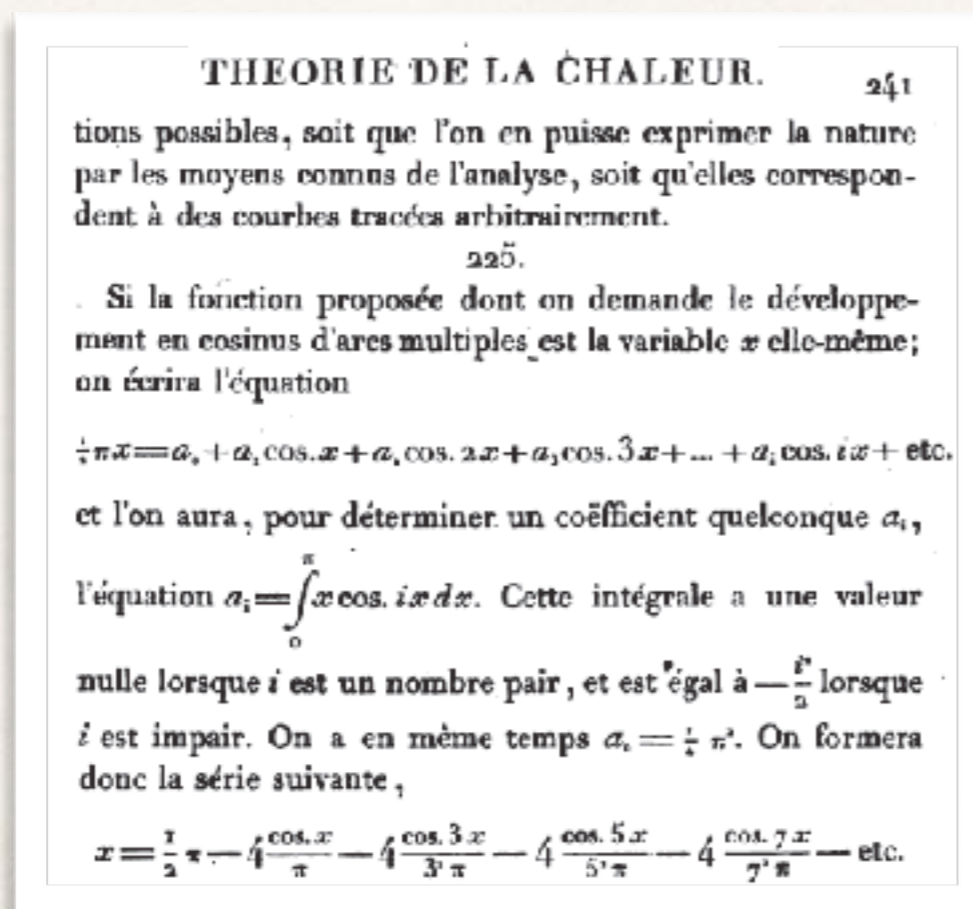 THEORIE DE LA CHALEUR. 241
tions possibles, soit que l'on en puisse exprimer la nature
par les moyens connus de l'analyse, soit qu'elles correspon-
dent à des courbes tracées arbitrairement.
225.
Si la fonction proposée dont on demande le développe-
ment en cosinus d'arcs multiples est la variable x elle-même;
on écrira l'équation
πx=a₀+a₁cos.x+a₂cos. 2x+a₃cos. 3x+... +aᵢcos. ix+ etc.
et l'on aura, pour déterminer un coëfficient quelconque aᵢ,
l'équation aᵢ=∫₀^π x cos. ix dx. Cette intégrale a une valeur
nulle lorsque i est un nombre pair, et est égal à — lorsque
i est impair. On a en même temps a₀= ¼ π². On formera
donc la série suivante,
x=½π—4 cos.x/π—4 cos. 3x/3²π—4 cos. 5x/5²π—4 cos. 7x/7²π— etc.